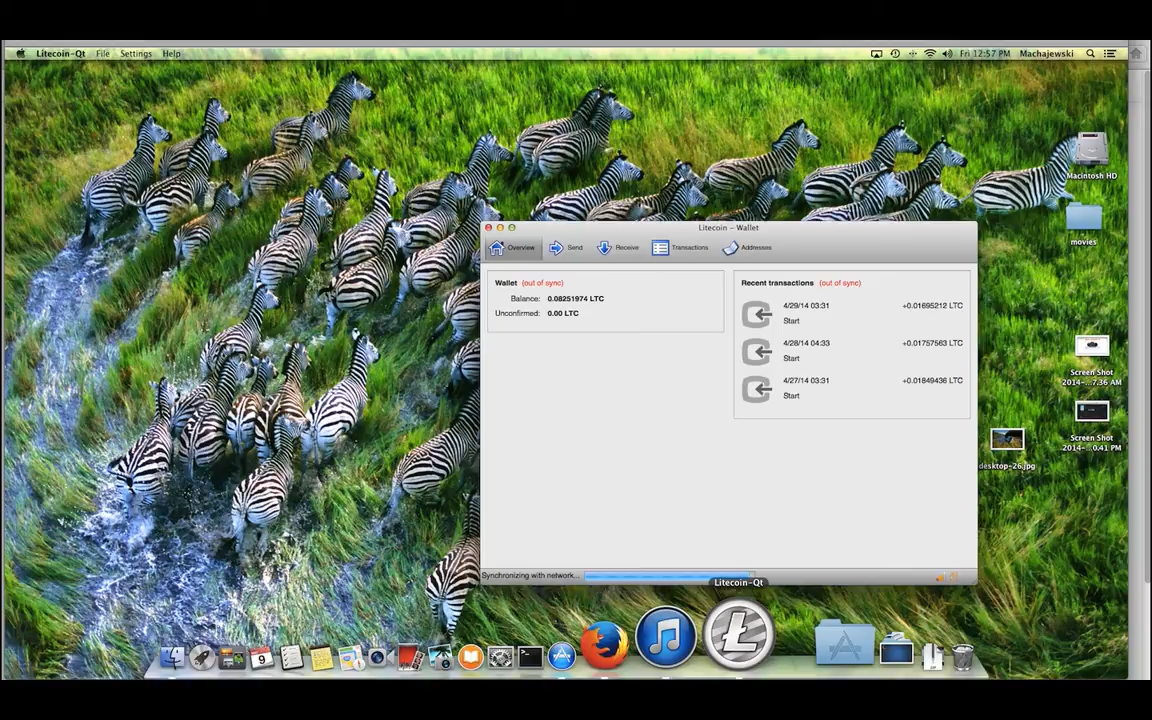 Litecoin-Qt File Settings Help
Fri 12:57 PM Machajewski
Macintosh HD
movies
Litecoin – Wallet
Overview Send Receive Transactions Addresses
Wallet (out of sync)
Balance: 0.08251974 LTC
Unconfirmed: 0.00 LTC
Recent transactions (out of sync)
4/29/14 03:31 +0.01695212 LTC
Start
4/28/14 04:33 +0.01757563 LTC
Start
4/27/14 03:31 +0.01849436 LTC
Start
Screen Shot
2014-...7.36 AM
Screen Shot
2014-...0.41 PM
desktop-26.jpg
Synchronizing with network...
Litecoin-Qt
9